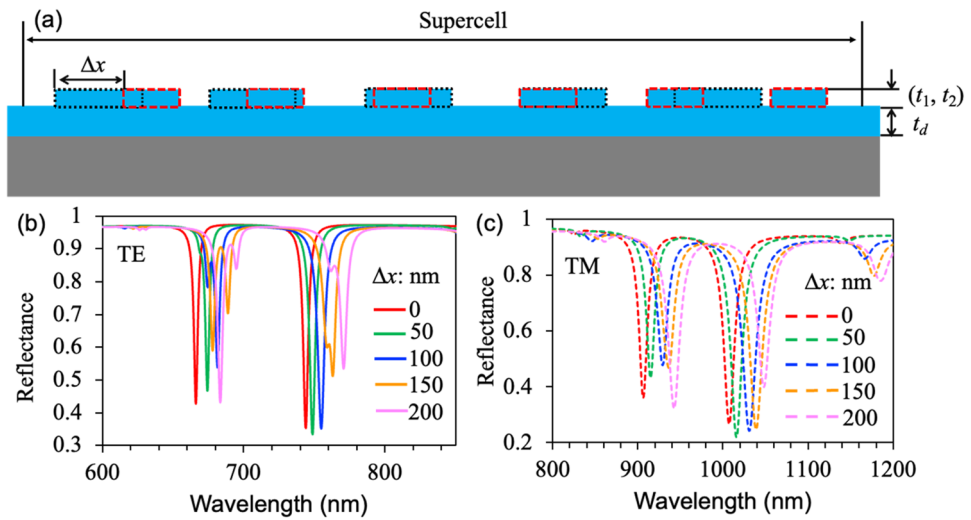 (a)
Supercell
Δx
(t₁, t₂)
t_d
(b)
1
0.9
0.8
0.7
0.6
0.5
0.4
0.3
Reflectance
TE
Δx: nm
0
50
100
150
200
600
700
800
Wavelength (nm)
(c)
1
0.8
0.6
0.4
0.2
Reflectance
TM
Δx: nm
0
50
100
150
200
800
900
1000
1100
1200
Wavelength (nm)